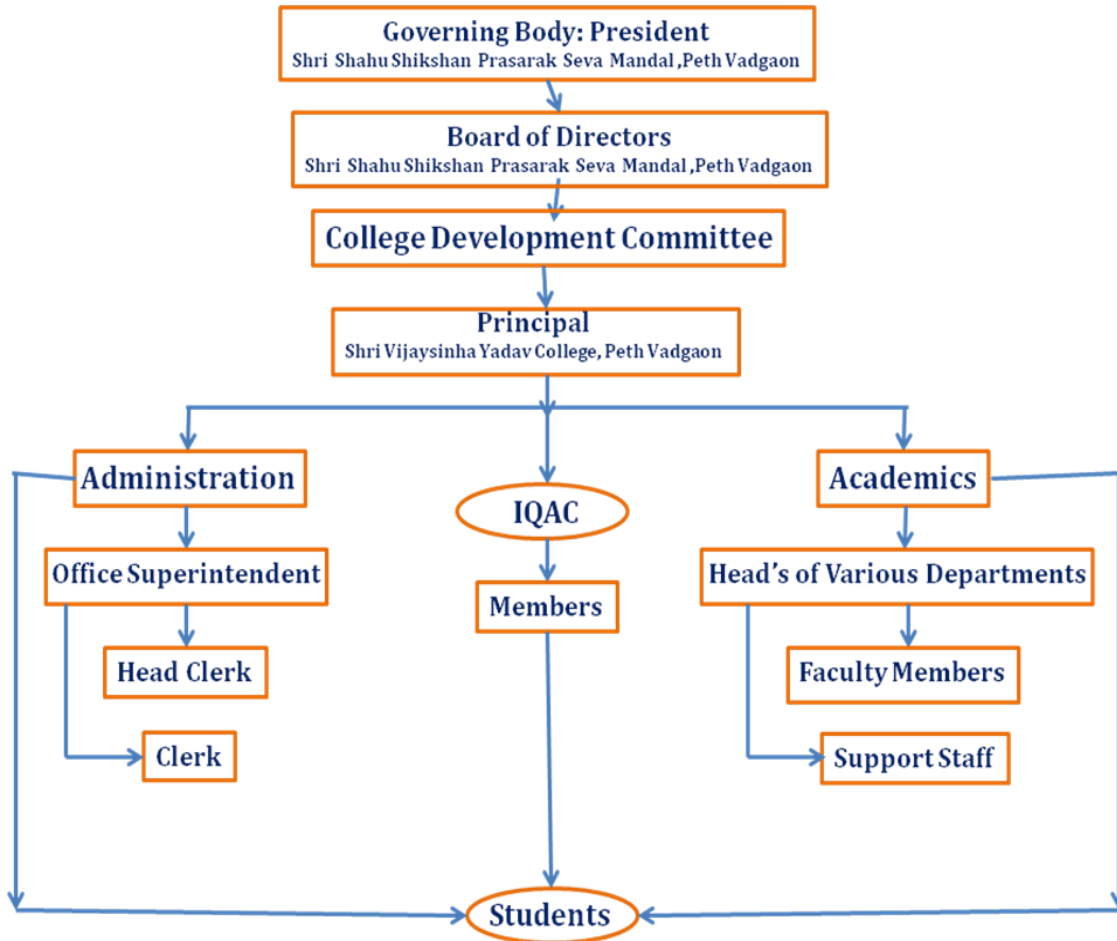 Governing Body: President
Shri Shahu Shikshan Prasarak Seva Mandal ,Peth Vadgaon
Board of Directors
Shri Shahu Shikshan Prasarak Seva Mandal ,Peth Vadgaon
College Development Committee
Principal
Shri Vijaysinha Yadav College, Peth Vadgaon
Administration
IQAC
Academics
Office Superintendent
Members
Head's of Various Departments
Head Clerk
Faculty Members
Clerk
Support Staff
Students